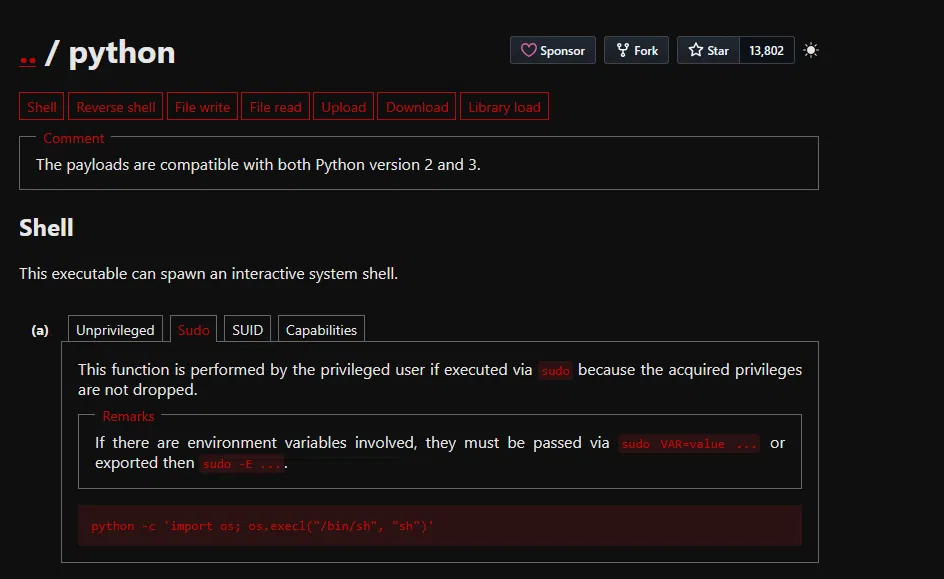 .. / python
Sponsor Fork Star 13,802
Shell Reverse shell File write File read Upload Download Library load
Comment
The payloads are compatible with both Python version 2 and 3.
Shell
This executable can spawn an interactive system shell.
(a) Unprivileged Sudo SUID Capabilities
This function is performed by the privileged user if executed via sudo because the acquired privileges
are not dropped.
Remarks
If there are environment variables involved, they must be passed via sudo VAR=value ... or
exported then sudo -E ....
python -c 'import os; os.execl("/bin/sh", "sh")'